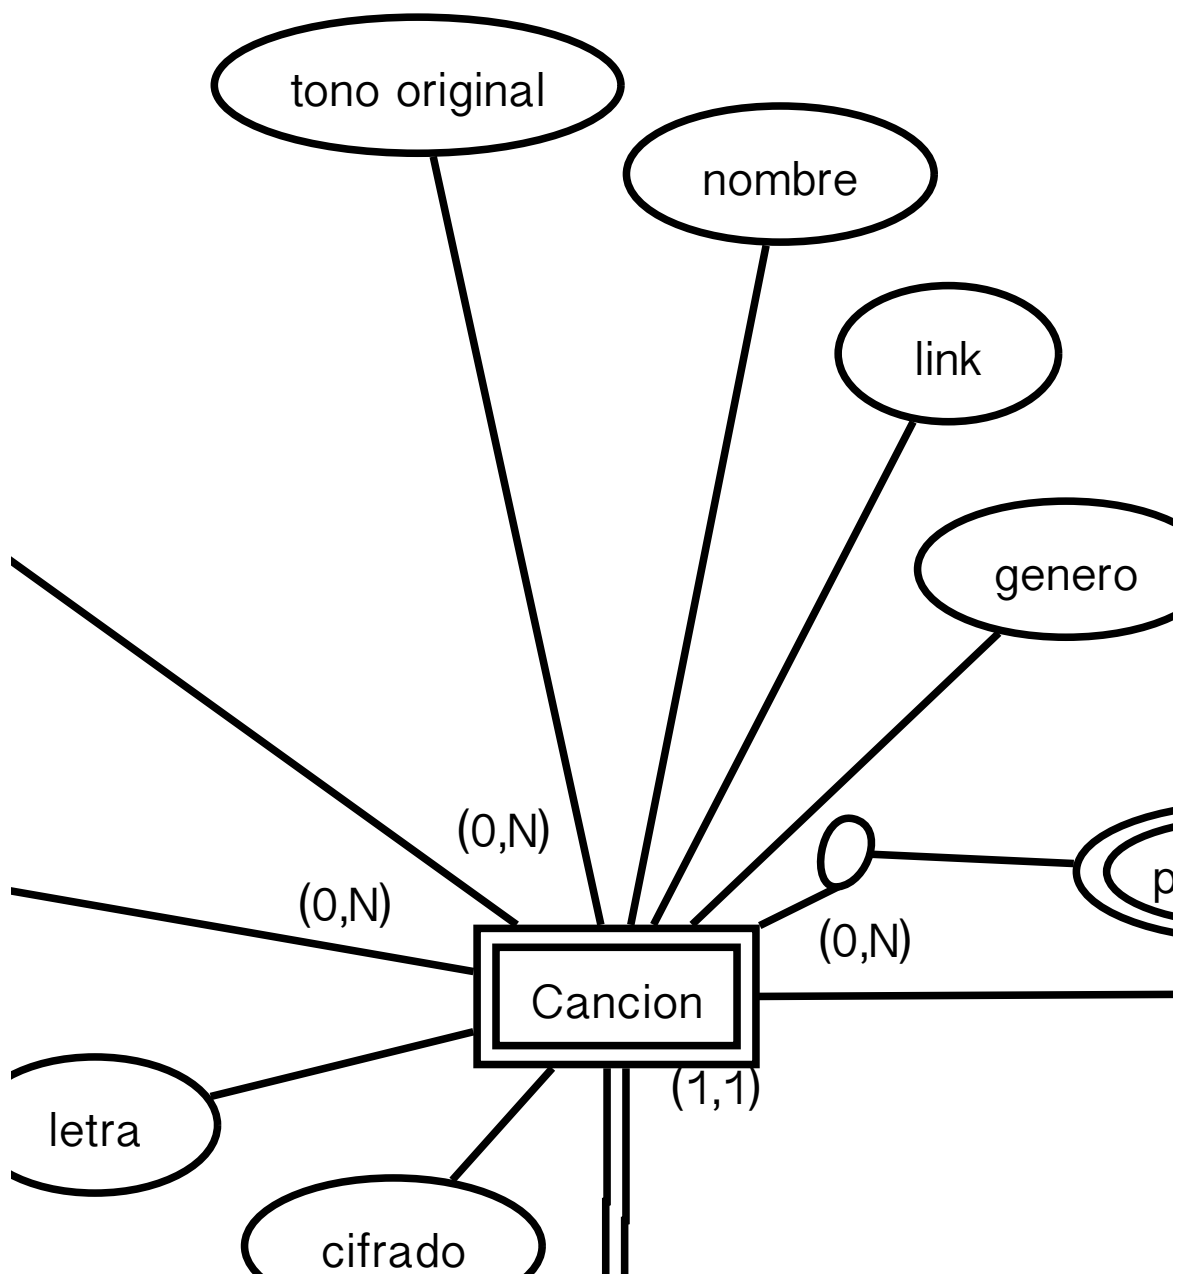 tono original
nombre
link
genero
(0,N)
(0,N)
(0,N)
Cancion
(1,1)
letra
cifrado